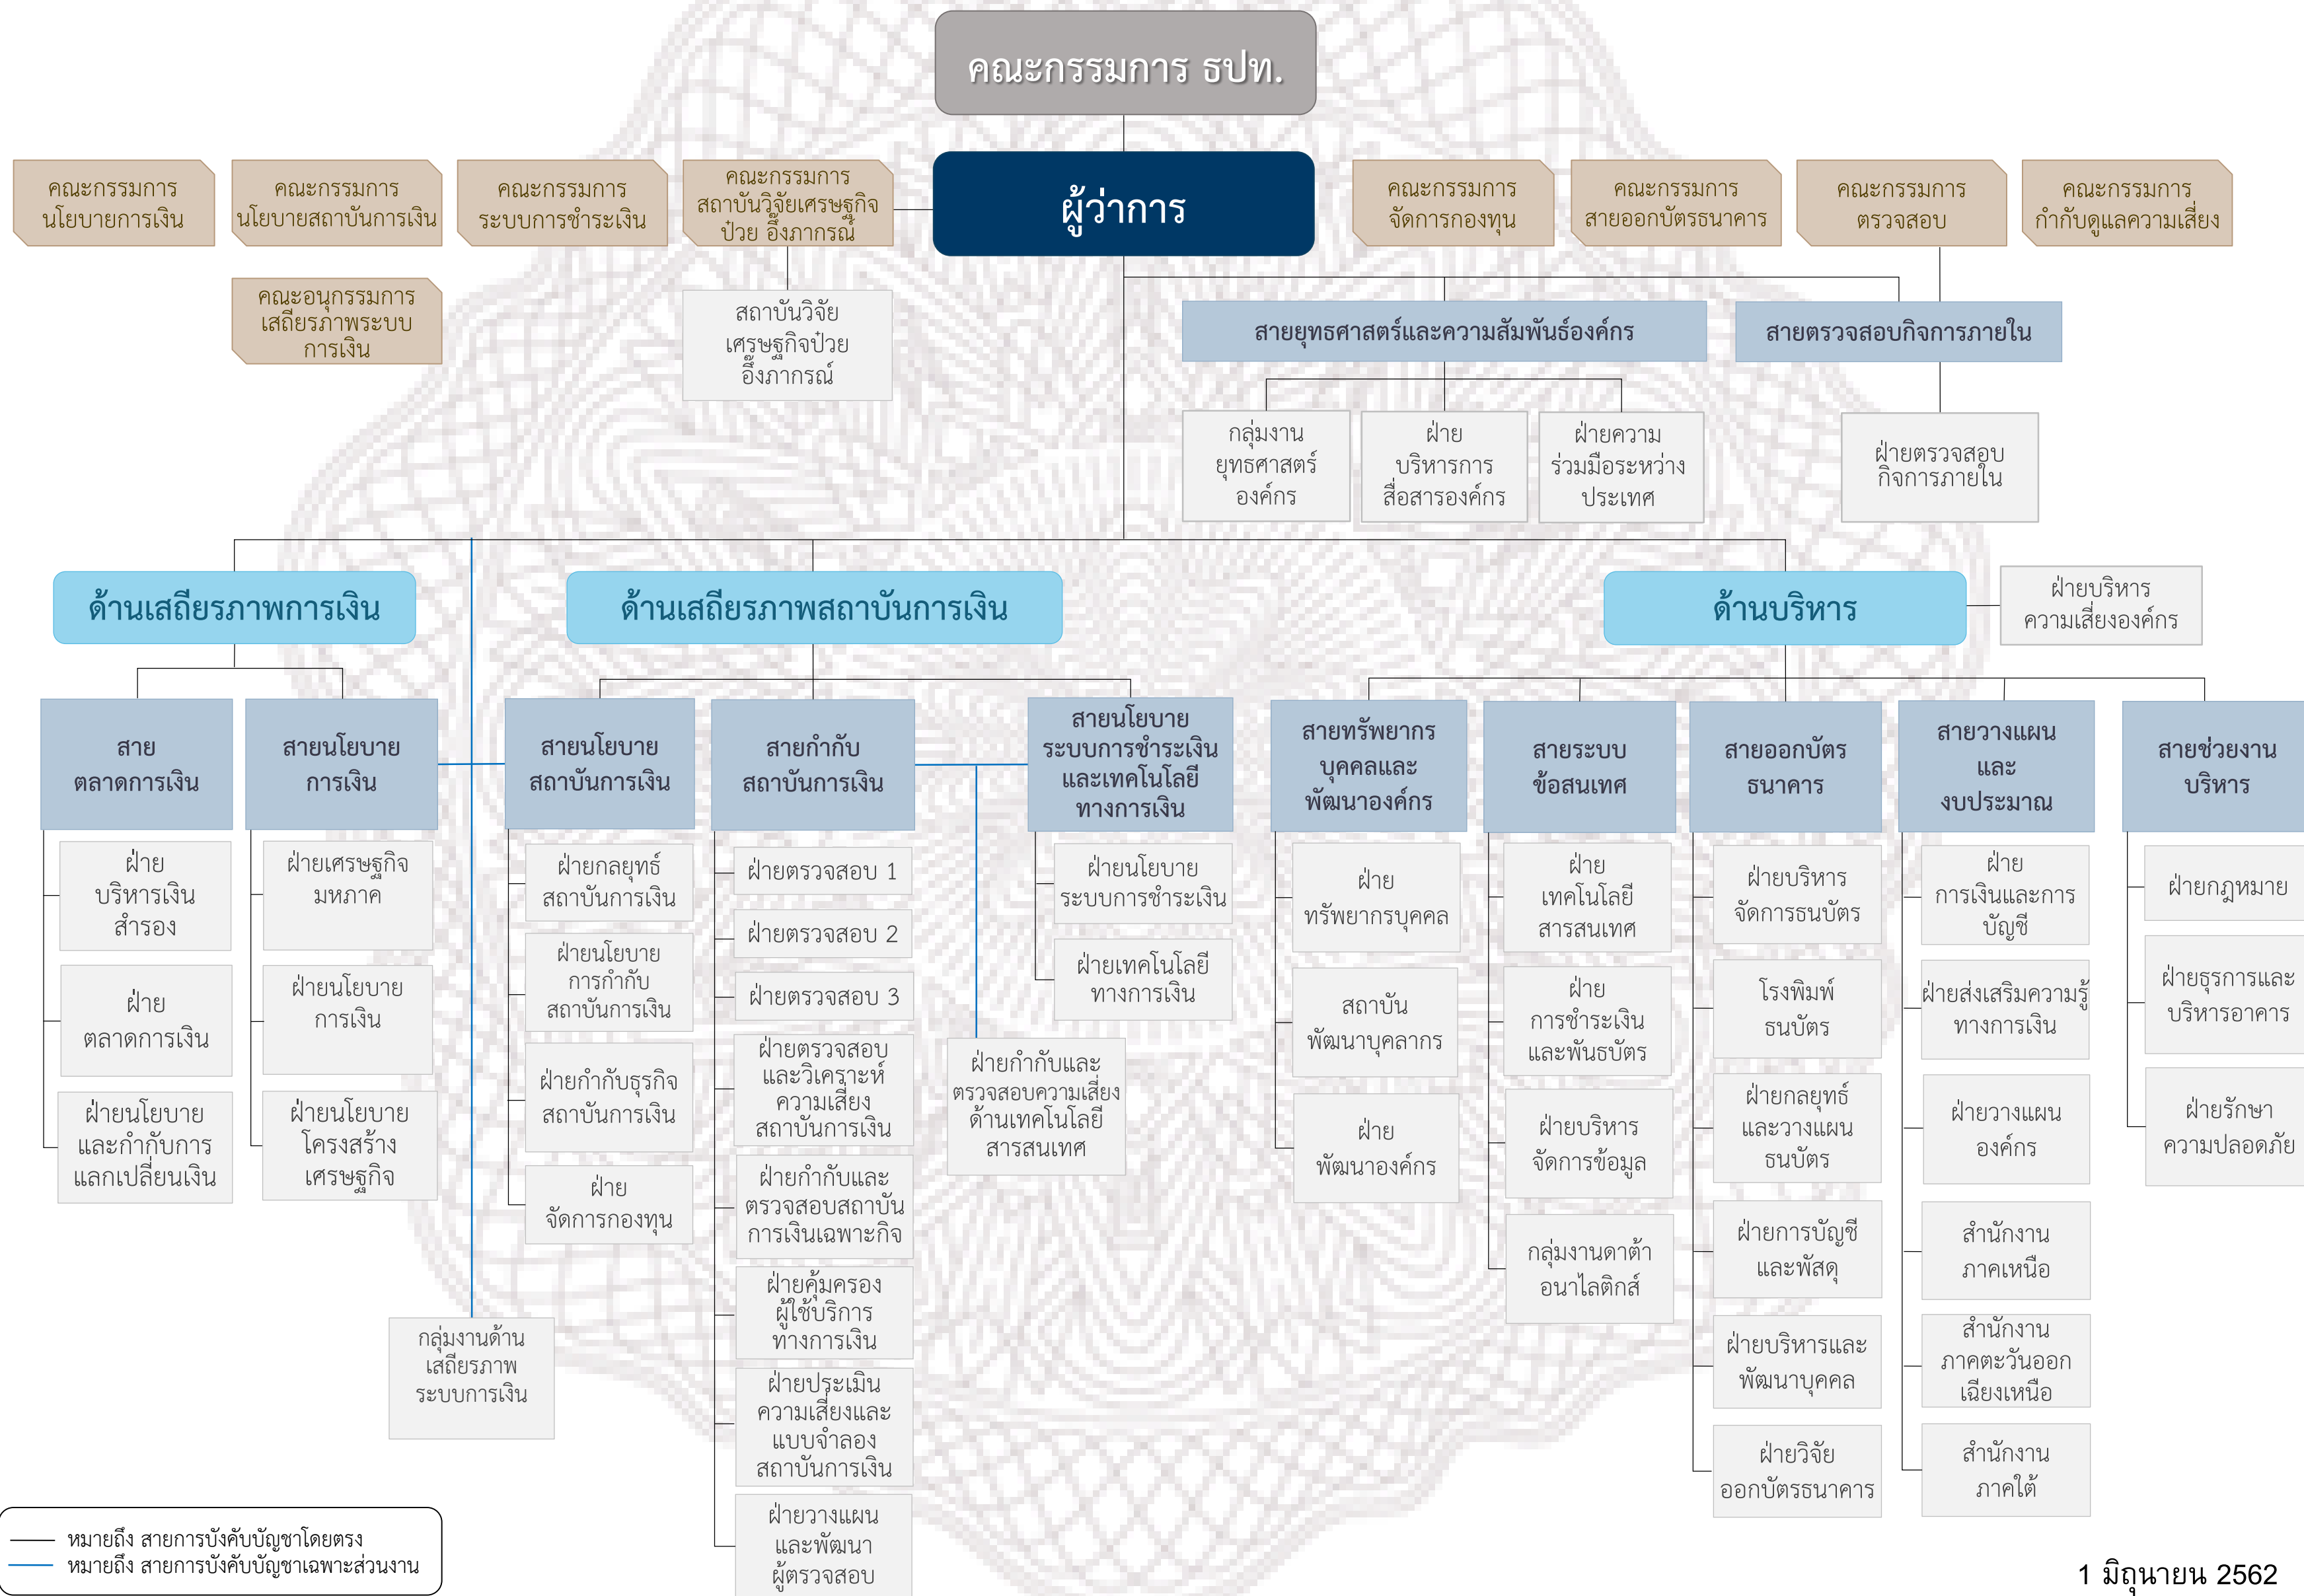 คณะกรรมการ ธปท.
คณะกรรมการ
นโยบายการเงิน
คณะกรรมการ
นโยบายสถาบันการเงิน
คณะกรรมการ
ระบบการชำระเงิน
คณะกรรมการ
สถาบันวิจัยเศรษฐกิจ
ป๋วย อึ๊งภากรณ์
ผู้ว่าการ
คณะกรรมการ
จัดการกองทุน
คณะกรรมการ
สายออกบัตรธนาคาร
คณะกรรมการ
ตรวจสอบ
คณะกรรมการ
กำกับดูแลความเสี่ยง
คณะอนุกรรมการ
เสถียรภาพระบบ
การเงิน
สถาบันวิจัย
เศรษฐกิจป๋วย
อึ๊งภากรณ์
สายยุทธศาสตร์และความสัมพันธ์องค์กร
สายตรวจสอบกิจการภายใน
กลุ่มงาน
ยุทธศาสตร์
องค์กร
ฝ่าย
บริหารการ
สื่อสารองค์กร
ฝ่ายความ
ร่วมมือระหว่าง
ประเทศ
ฝ่ายตรวจสอบ
กิจการภายใน
ด้านเสถียรภาพการเงิน
ด้านเสถียรภาพสถาบันการเงิน
ด้านบริหาร
ฝ่ายบริหาร
ความเสี่ยงองค์กร
สาย
ตลาดการเงิน
สายนโยบาย
การเงิน
สายนโยบาย
สถาบันการเงิน
สายกำกับ
สถาบันการเงิน
สายนโยบาย
ระบบการชำระเงิน
และเทคโนโลยี
ทางการเงิน
สายทรัพยากร
บุคคลและ
พัฒนาองค์กร
สายระบบ
ข้อสนเทศ
สายออกบัตร
ธนาคาร
สายวางแผน
และ
งบประมาณ
สายช่วยงาน
บริหาร
ฝ่าย
บริหารเงิน
สำรอง
ฝ่าย
ตลาดการเงิน
ฝ่ายนโยบาย
และกำกับการ
แลกเปลี่ยนเงิน
ฝ่ายเศรษฐกิจ
มหภาค
ฝ่ายนโยบาย
การเงิน
ฝ่ายนโยบาย
โครงสร้าง
เศรษฐกิจ
กลุ่มงานด้าน
เสถียรภาพ
ระบบการเงิน
ฝ่ายกลยุทธ์
สถาบันการเงิน
ฝ่ายนโยบาย
การกำกับ
สถาบันการเงิน
ฝ่ายกำกับธุรกิจ
สถาบันการเงิน
ฝ่าย
จัดการกองทุน
ฝ่ายตรวจสอบ 1
ฝ่ายตรวจสอบ 2
ฝ่ายตรวจสอบ 3
ฝ่ายตรวจสอบ
และวิเคราะห์
ความเสี่ยง
สถาบันการเงิน
ฝ่ายกำกับและ
ตรวจสอบสถาบัน
การเงินเฉพาะกิจ
ฝ่ายคุ้มครอง
ผู้ใช้บริการ
ทางการเงิน
ฝ่ายประเมิน
ความเสี่ยงและ
แบบจำลอง
สถาบันการเงิน
ฝ่ายวางแผน
และพัฒนา
ผู้ตรวจสอบ
ฝ่ายกำกับและ
ตรวจสอบความเสี่ยง
ด้านเทคโนโลยี
สารสนเทศ
ฝ่ายนโยบาย
ระบบการชำระเงิน
ฝ่ายเทคโนโลยี
ทางการเงิน
ฝ่าย
ทรัพยากรบุคคล
สถาบัน
พัฒนาบุคลากร
ฝ่าย
พัฒนาองค์กร
ฝ่าย
เทคโนโลยี
สารสนเทศ
ฝ่าย
การชำระเงิน
และพันธบัตร
ฝ่ายบริหาร
จัดการข้อมูล
กลุ่มงานดาต้า
อนาไลติกส์
ฝ่ายบริหาร
จัดการธนบัตร
โรงพิมพ์
ธนบัตร
ฝ่ายกลยุทธ์
และวางแผน
ธนบัตร
ฝ่ายการบัญชี
และพัสดุ
ฝ่ายบริหารและ
พัฒนาบุคคล
ฝ่ายวิจัย
ออกบัตรธนาคาร
ฝ่าย
การเงินและการ
บัญชี
ฝ่ายส่งเสริมความรู้
ทางการเงิน
ฝ่ายวางแผน
องค์กร
สำนักงาน
ภาคเหนือ
สำนักงาน
ภาคตะวันออก
เฉียงเหนือ
สำนักงาน
ภาคใต้
ฝ่ายกฎหมาย
ฝ่ายธุรการและ
บริหารอาคาร
ฝ่ายรักษา
ความปลอดภัย
หมายถึง สายการบังคับบัญชาโดยตรง
หมายถึง สายการบังคับบัญชาเฉพาะส่วนงาน
1 มิถุนายน 2562